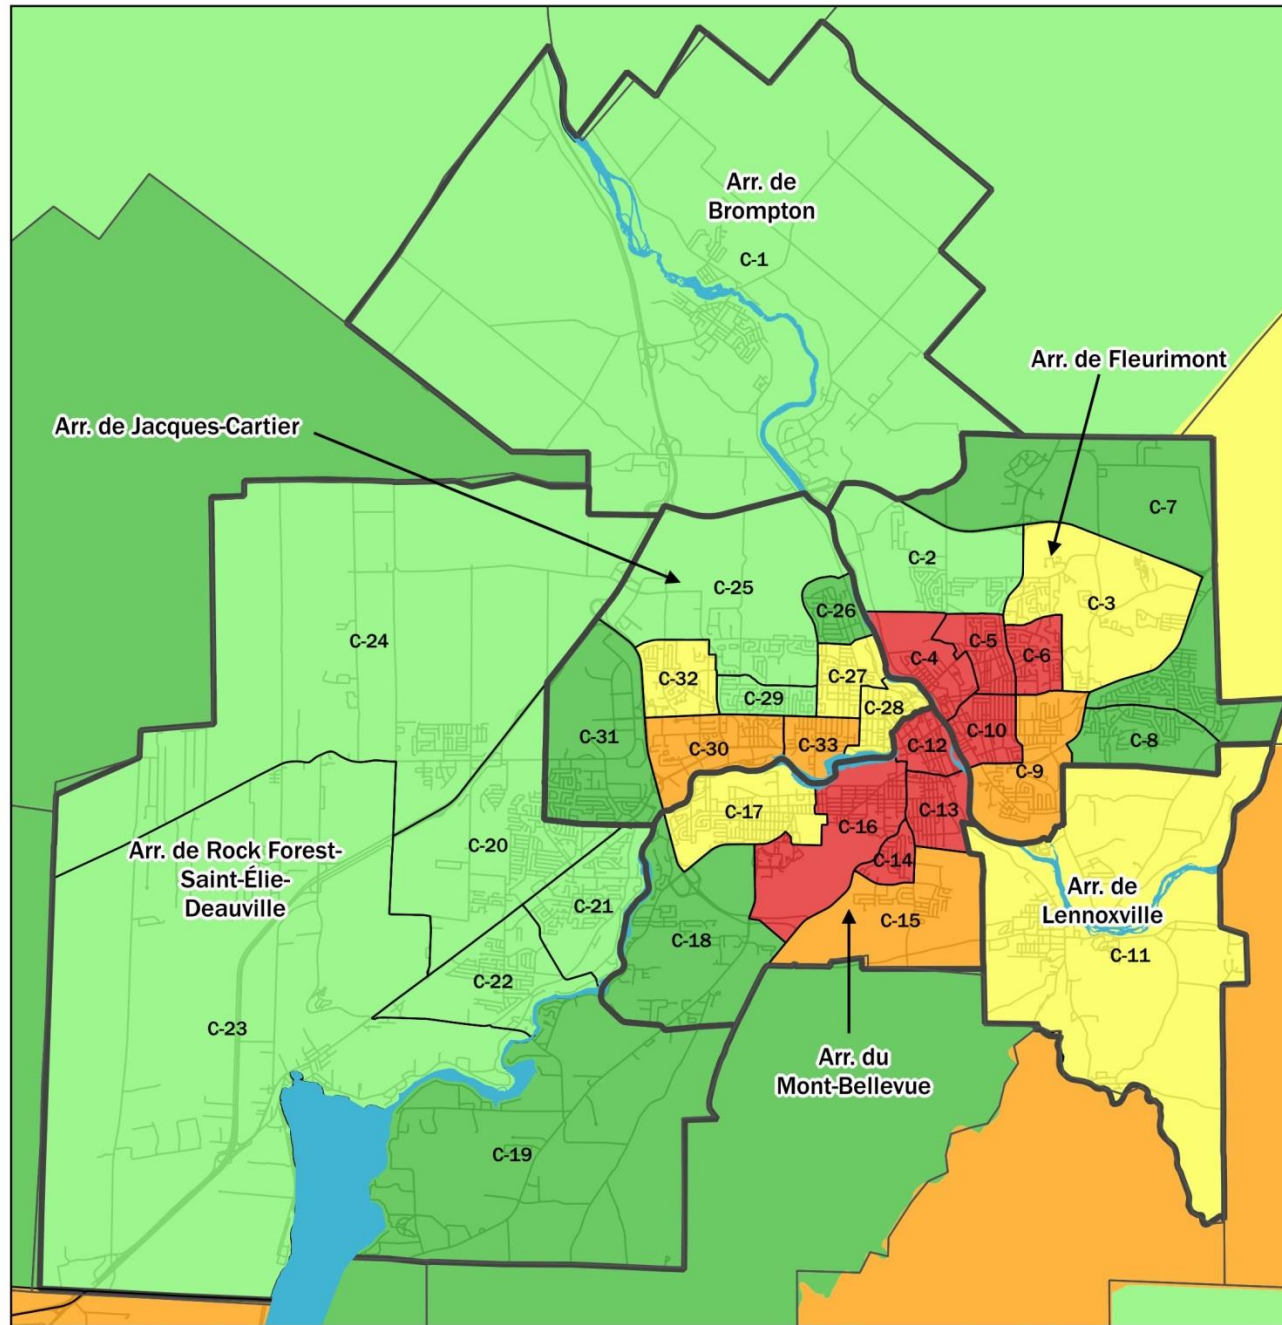 Arr. de
Brompton
C-1
Arr. de Fleurimont
Arr. de Jacques-Cartier
C-7
C-2
C-25
C-3
C-26
C-24
C-5
C-6
C-4
C-32
C-27
C-29
C-28
C-10
C-31
C-30
C-33
C-12
C-8
C-9
C-17
C-13
C-16
C-20
Arr. de Rock Forest-
Saint-Élie-
Deauville
C-14
Arr. de
Lennoxville
C-21
C-15
C-18
C-11
C-22
C-23
Arr. du
Mont-Bellevue
C-19